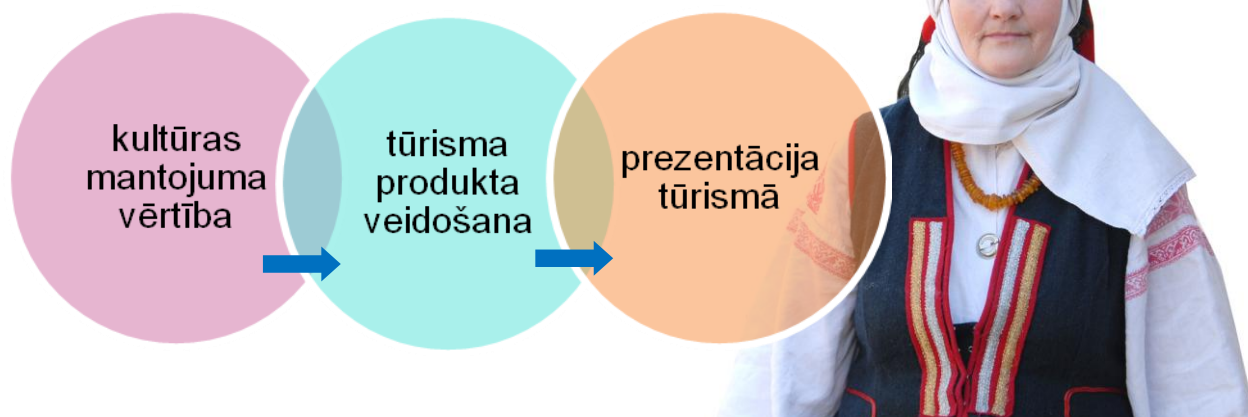 kultūras
mantojuma
vērtība
tūrisma
produkta
veidošana
prezentācija
tūrismā